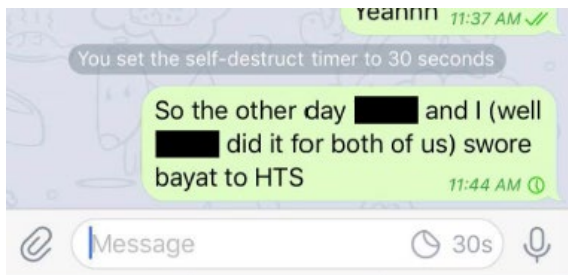 Yeahhh 11:37 AM
You set the self-destruct timer to 30 seconds
So the other day and I (well
did it for both of us) swore
bayat to HTS
11:44 AM
Message 30s